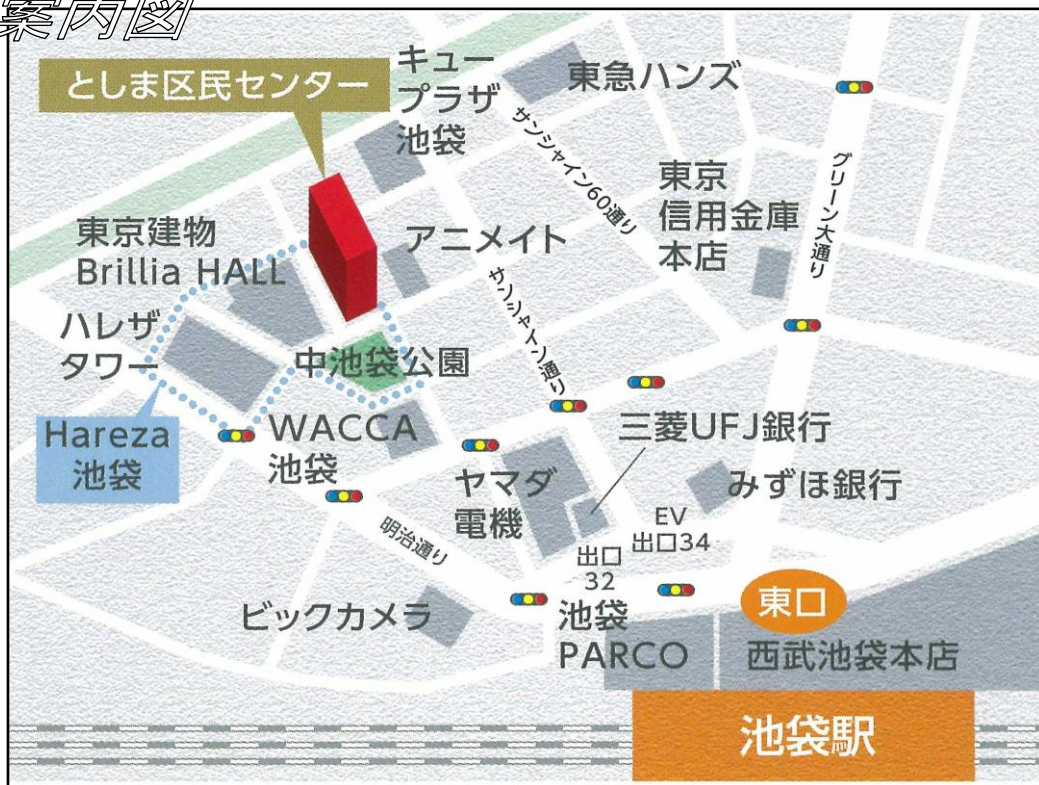 案内図
としま区民センター
キュー
プラザ
池袋
東急ハンズ
サンシャイン60通り
東京
信用金庫
本店
グリーン大通り
東京建物
Brillia HALL
アニメイト
サンシャイン通り
ハレザ
タワー
中池袋公園
Hareza
池袋
WACCA
池袋
三菱UFJ銀行
ヤマダ
電機
みずほ銀行
明治通り
EV
出口34
出口
32
ビックカメラ
池袋
PARCO
東口
西武池袋本店
池袋駅